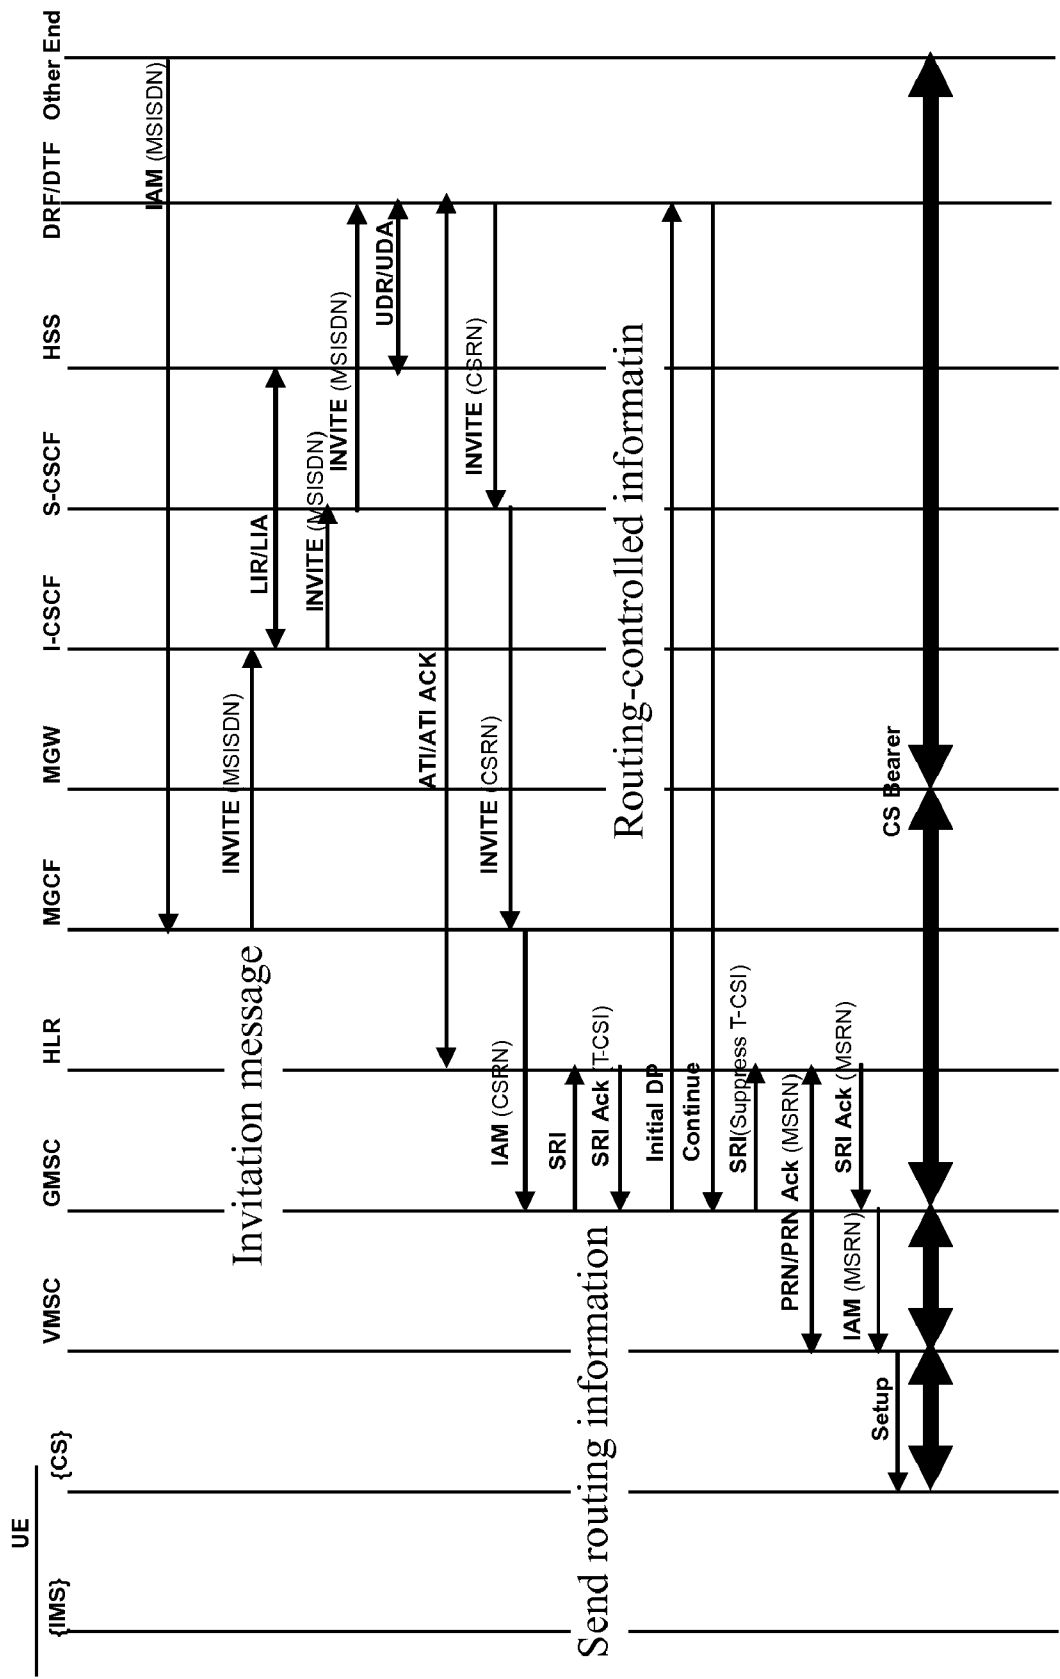 UE
{IMS}
{CS}
VMSC
GMSC
HLR
MGCF
MGW
I-CSCF
S-CSCF
HSS
DRF/DTF
Other End
IAM (MSISDN)
INVITE (MSISDN)
Invitation message
LIR/LIA
INVITE (MSISDN)
INVITE (MSISDN)
UDR/UDA
ATI/ATI ACK
INVITE (CSRN)
INVITE (CSRN)
IAM (CSRN)
SRI
Send routing information
SRI Ack (T-CSI)
Routing-controlled informatin
Initial DP
Continue
SRI(Suppress T-CSI)
PRN/PRN Ack (MSRN)
SRI Ack (MSRN)
IAM (MSRN)
Setup
CS Bearer